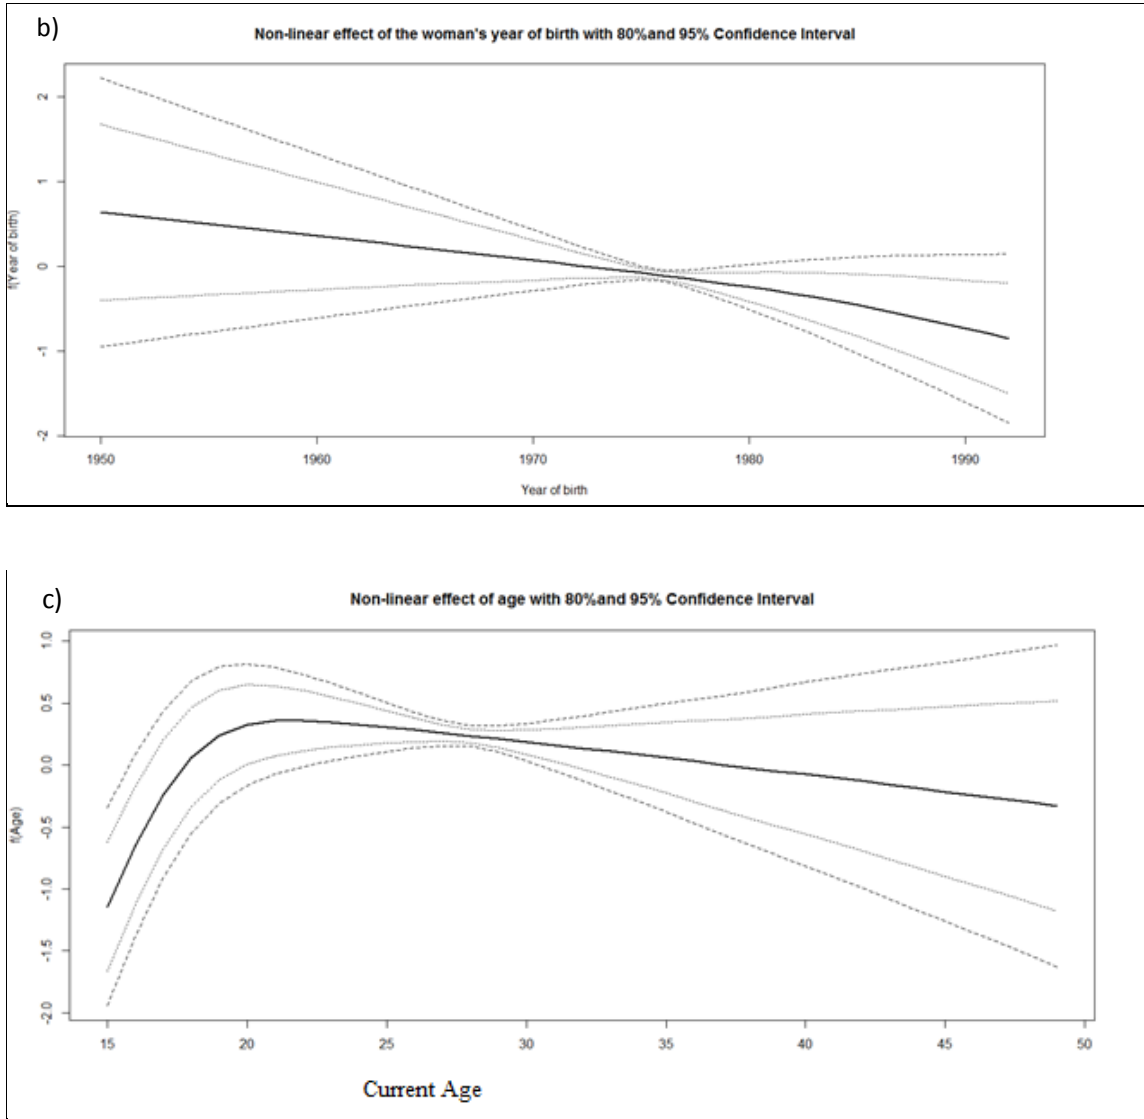 b)
Non-linear effect of the woman's year of birth with 80%and 95% Confidence Interval
f(Year of birth)
2
1
0
-1
-2
1950 1960 1970 1980 1990
Year of birth
c)
Non-linear effect of age with 80%and 95% Confidence Interval
f(Age)
1.0
0.5
0.0
-0.5
-1.0
-1.5
-2.0
15 20 25 30 35 40 45 50
Current Age